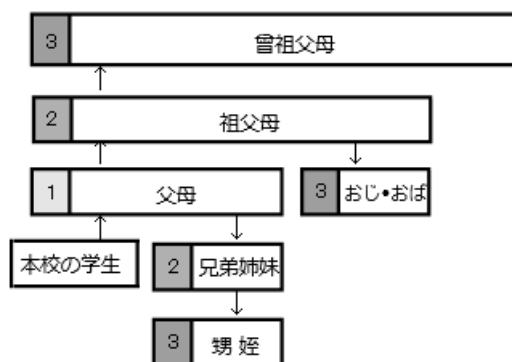 3 曾祖父母
2 祖父母
1 父母
3 おじ・おば
本校の学生
2 兄弟姉妹
3 甥 姪